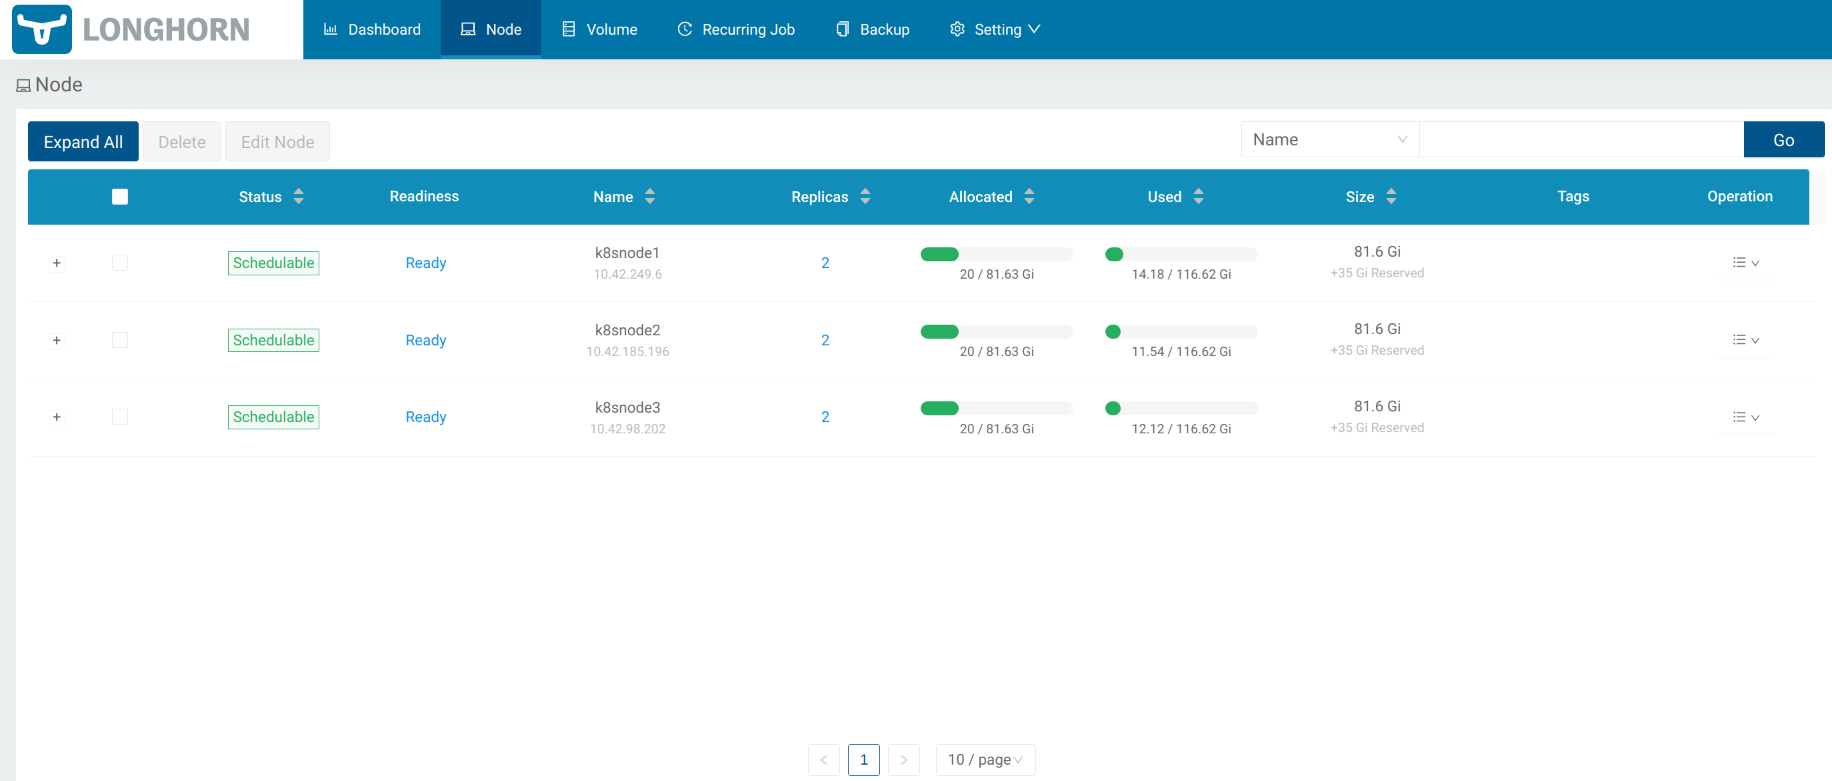 LONGHORN
Dashboard Node Volume Recurring Job Backup Setting
Node
Expand All Delete Edit Node Name Go
Status Readiness Name Replicas Allocated Used Size Tags Operation
+ Schedulable Ready k8snode1 2 81.6 Gi
10.42.249.6 20 / 81.63 Gi 14.18 / 116.62 Gi +35 Gi Reserved
+ Schedulable Ready k8snode2 2 81.6 Gi
10.42.185.196 20 / 81.63 Gi 11.54 / 116.62 Gi +35 Gi Reserved
+ Schedulable Ready k8snode3 2 81.6 Gi
10.42.98.202 20 / 81.63 Gi 12.12 / 116.62 Gi +35 Gi Reserved
< 1 > 10 / page